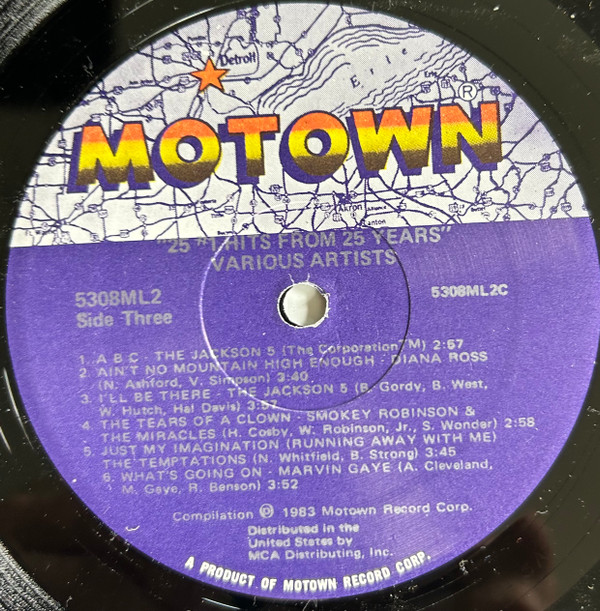 Detroit
Erie
Erie
MOTOWN®
Akron
Canton
"25 #1 HITS FROM 25 YEARS"
VARIOUS ARTISTS
5308ML2
5308ML2C
Side Three
1. A B C - THE JACKSON 5 (The Corporation™) 2:57
2. AIN'T NO MOUNTAIN HIGH ENOUGH - DIANA ROSS
(N. Ashford, V. Simpson) 3:40
3. I'LL BE THERE - THE JACKSON 5 (B. Gordy, B. West,
W. Hutch, Hal Davis) 3:57
4. THE TEARS OF A CLOWN - SMOKEY ROBINSON &
THE MIRACLES (H. Cosby, W. Robinson, Jr., S. Wonder) 2:58
5. JUST MY IMAGINATION (RUNNING AWAY WITH ME)
THE TEMPTATIONS (N. Whitfield, B. Strong) 3:45
6. WHAT'S GOING ON - MARVIN GAYE (A. Cleveland,
M. Gaye, R. Benson) 3:52
Compilation ℗ 1983 Motown Record Corp.
Distributed in the
United States by
MCA Distributing, Inc.
A PRODUCT OF MOTOWN RECORD CORP.